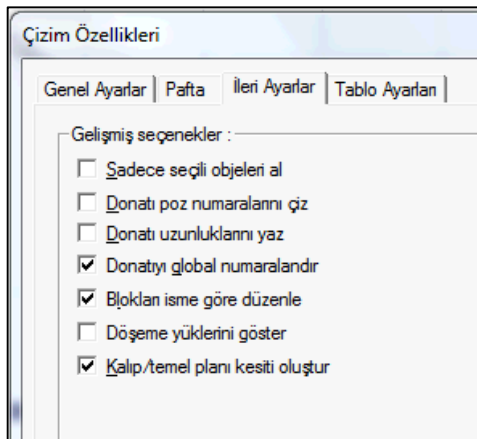 Çizim Özellikleri
Genel Ayarlar Pafta İleri Ayarlar Tablo Ayarları
Gelişmiş seçenekler :
Sadece seçili objeleri al
Donatı poz numaralarını çiz
Donatı uzunluklarını yaz
Donatıyı global numaralandır
Blokları isme göre düzenle
Döşeme yüklerini göster
Kalıp/temel planı kesiti oluştur